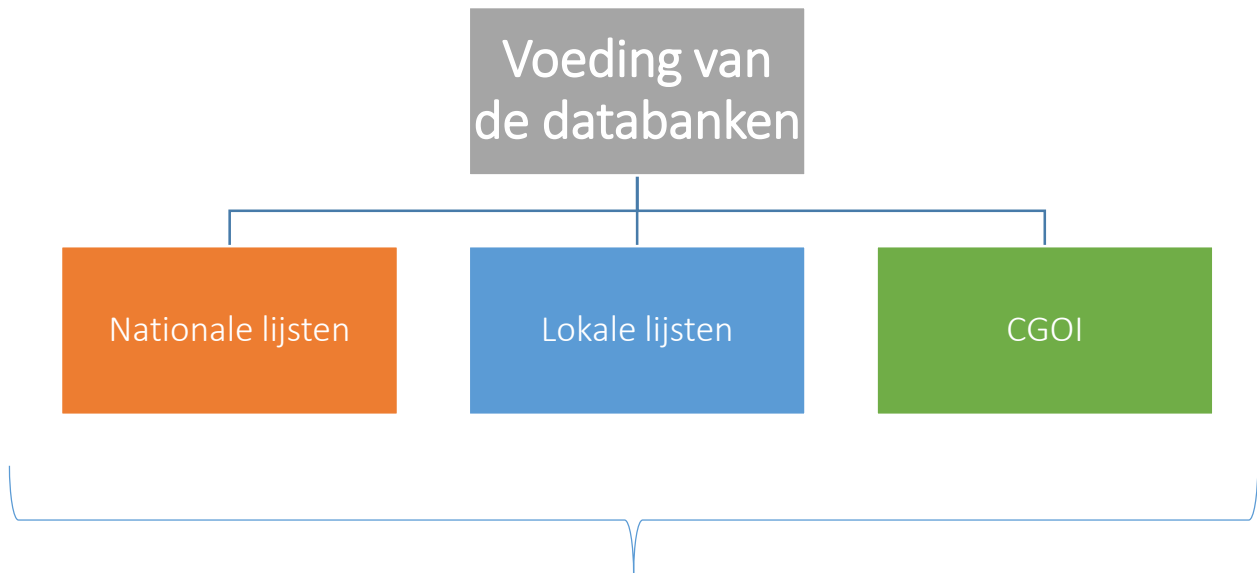 Voeding van
de databanken
Nationale lijsten
Lokale lijsten
CGOI